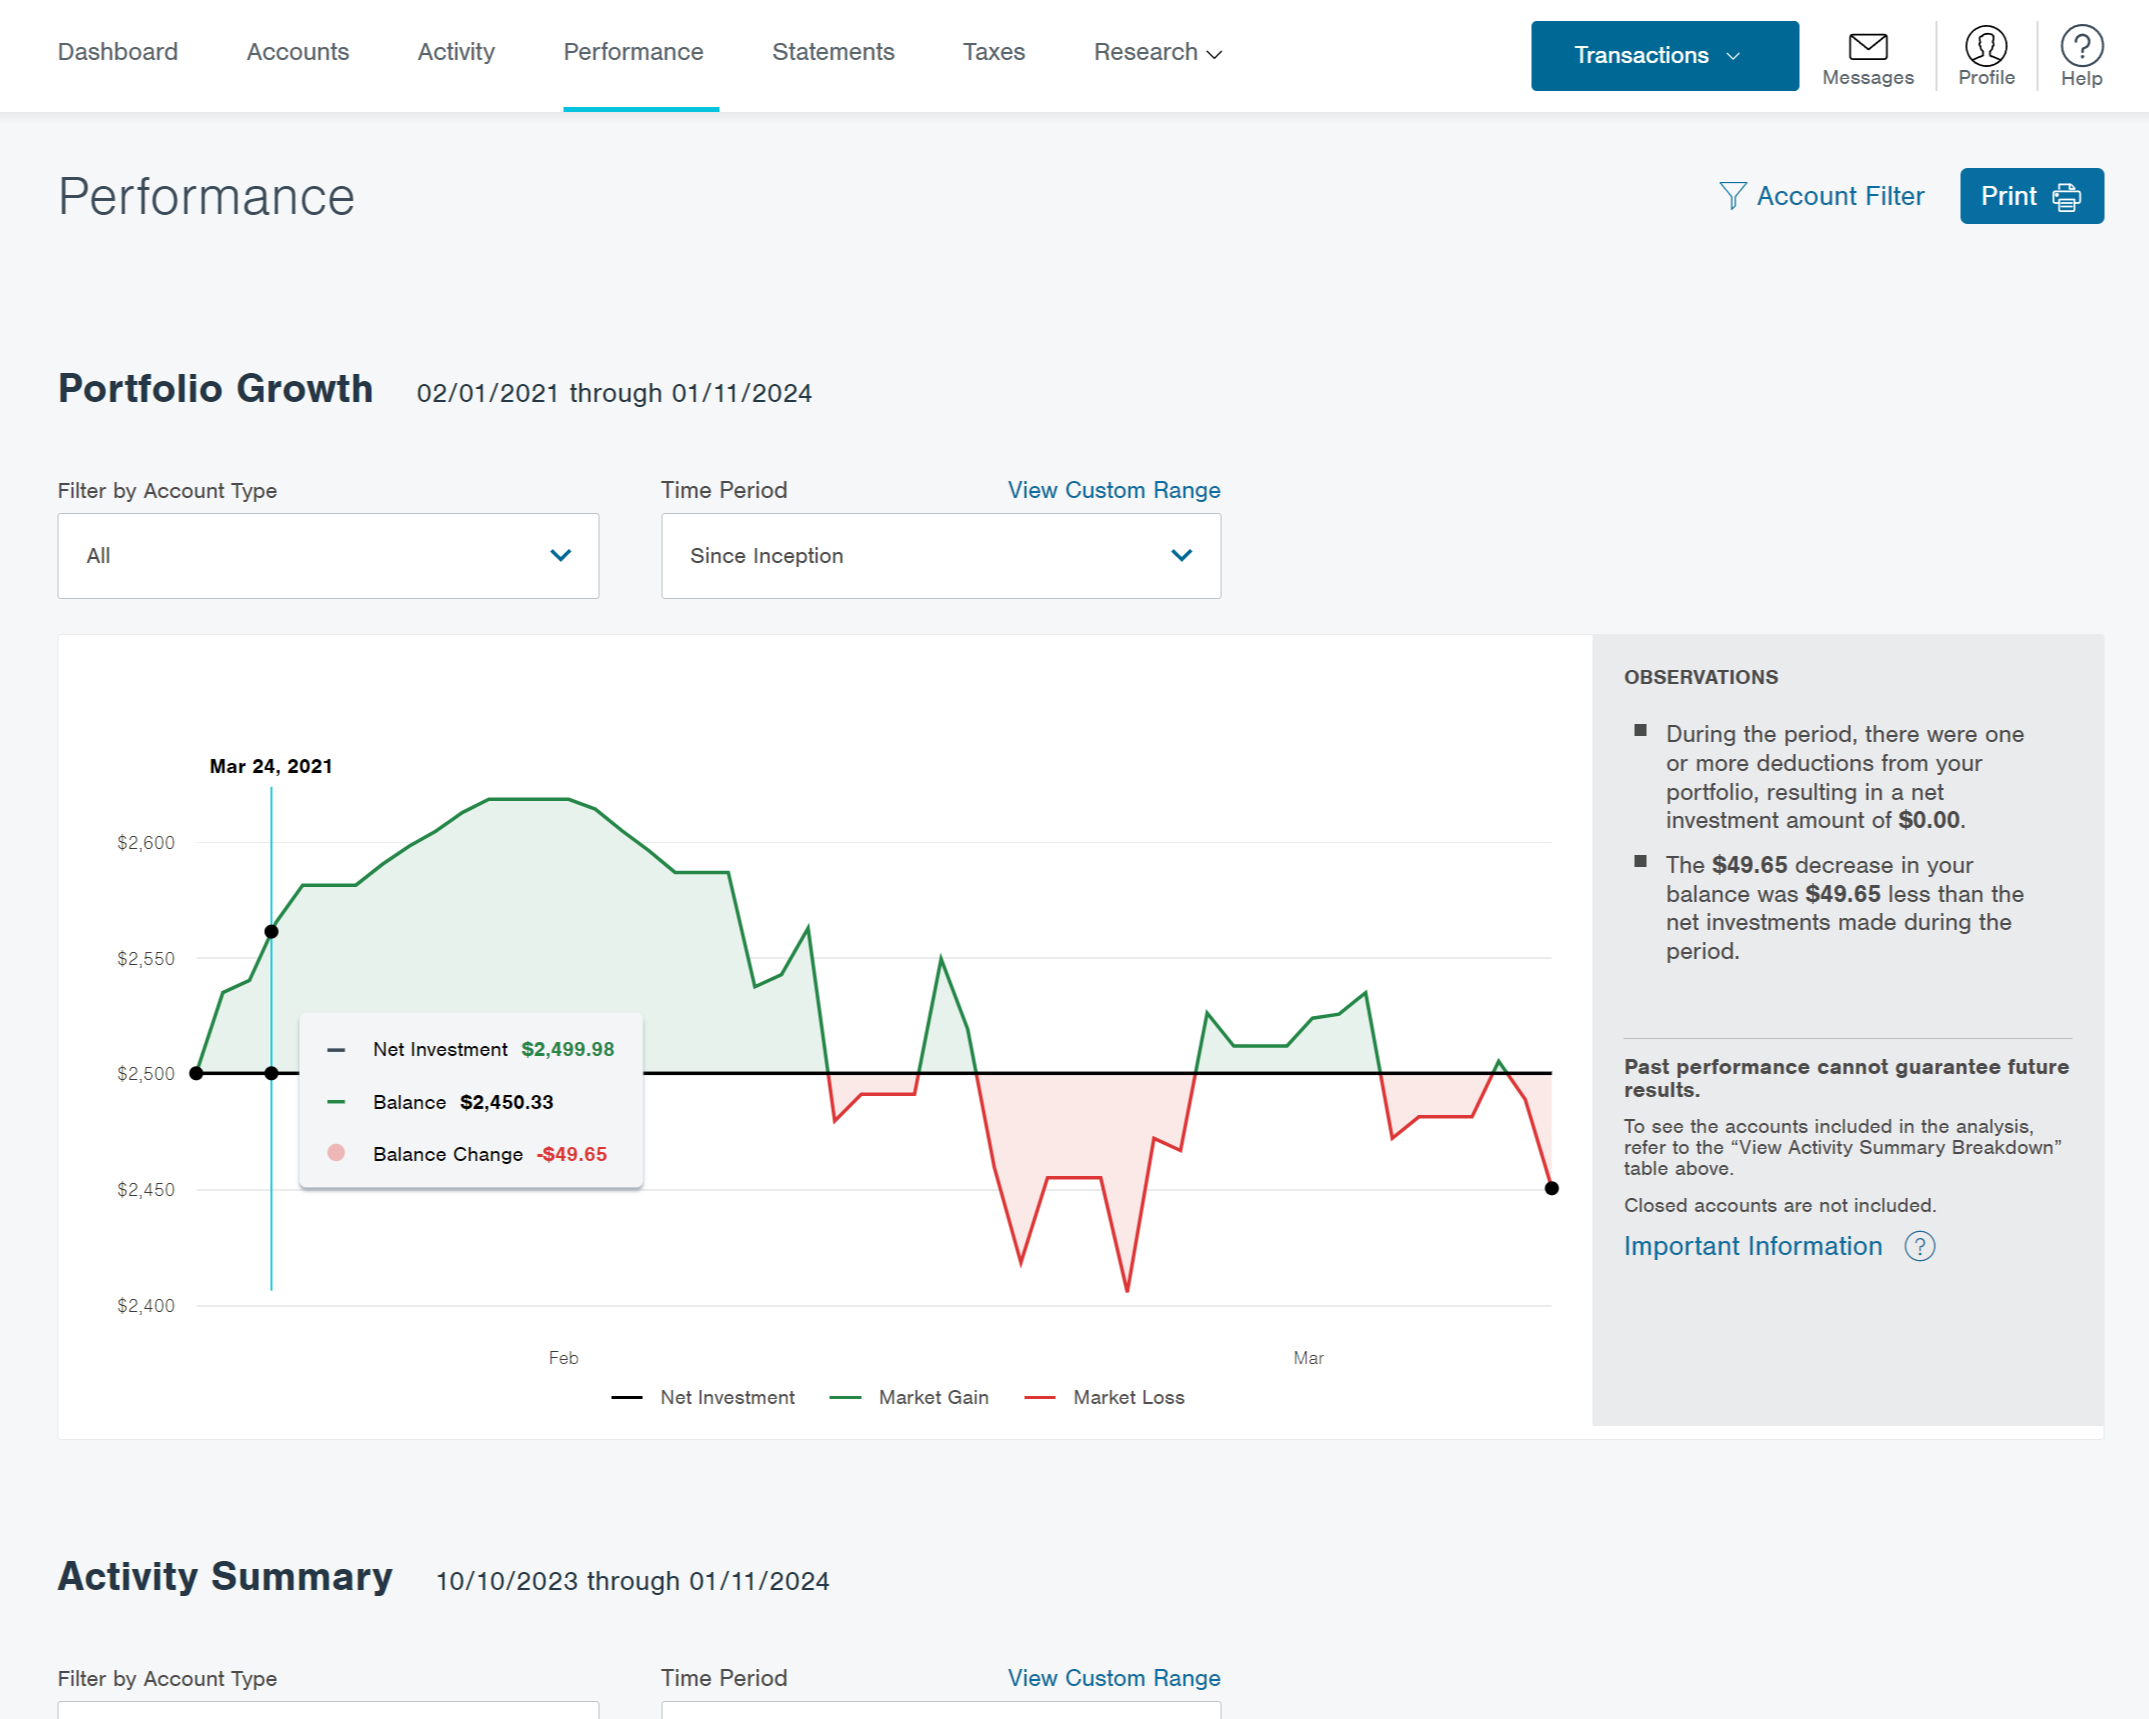 Dashboard Accounts Activity Performance Statements Taxes Research Transactions Messages Profile Help
Performance
Account Filter Print
Portfolio Growth 02/01/2021 through 01/11/2024
Filter by Account Type Time Period View Custom Range
All Since Inception
Mar 24, 2021
$2,600
$2,550
$2,500
$2,450
$2,400
Net Investment $2,499.98
Balance $2,450.33
Balance Change -$49.65
Feb Mar
Net Investment Market Gain Market Loss
OBSERVATIONS
During the period, there were one
or more deductions from your
portfolio, resulting in a net
investment amount of $0.00.
The $49.65 decrease in your
balance was $49.65 less than the
net investments made during the
period.
Past performance cannot guarantee future
results.
To see the accounts included in the analysis,
refer to the “View Activity Summary Breakdown”
table above.
Closed accounts are not included.
Important Information ?
Activity Summary 10/10/2023 through 01/11/2024
Filter by Account Type Time Period View Custom Range